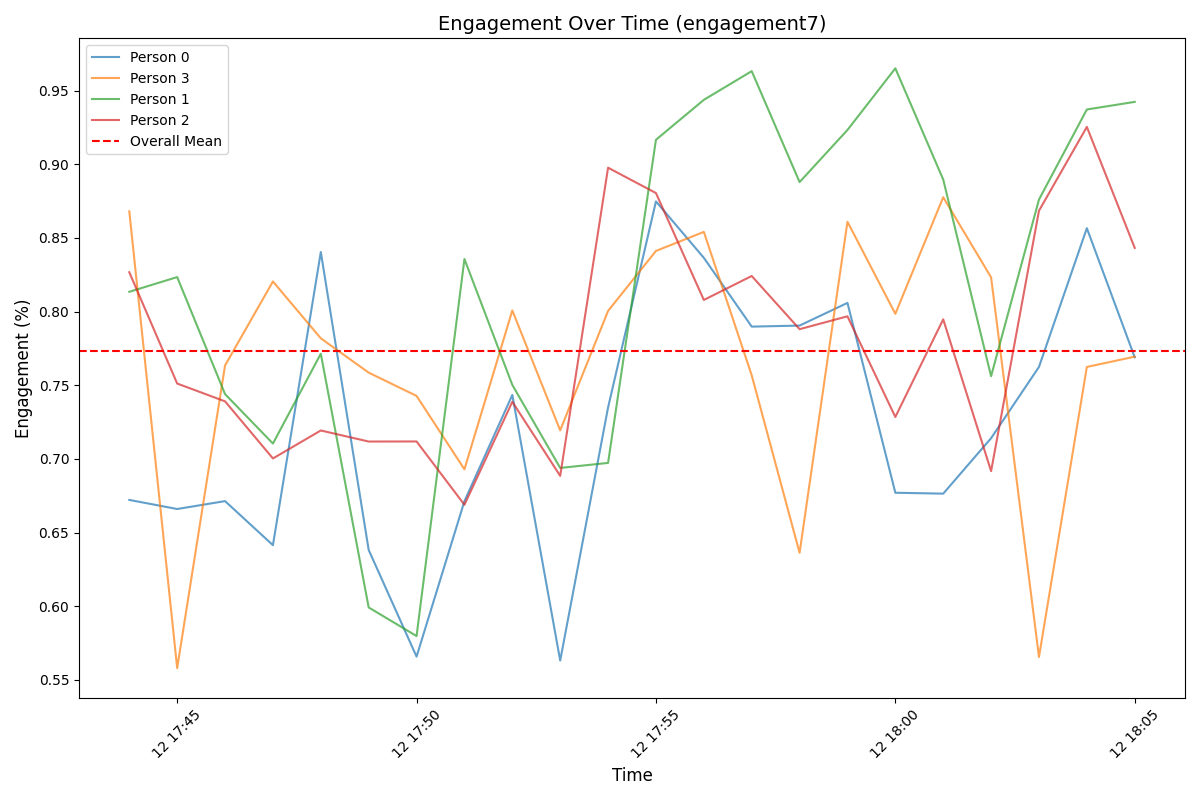 Engagement Over Time (engagement7)
Person 0
Person 3
Person 1
Person 2
Overall Mean
Engagement (%)
0.95
0.90
0.85
0.80
0.75
0.70
0.65
0.60
0.55
12 17:45
12 17:50
12 17:55
12 18:00
12 18:05
Time